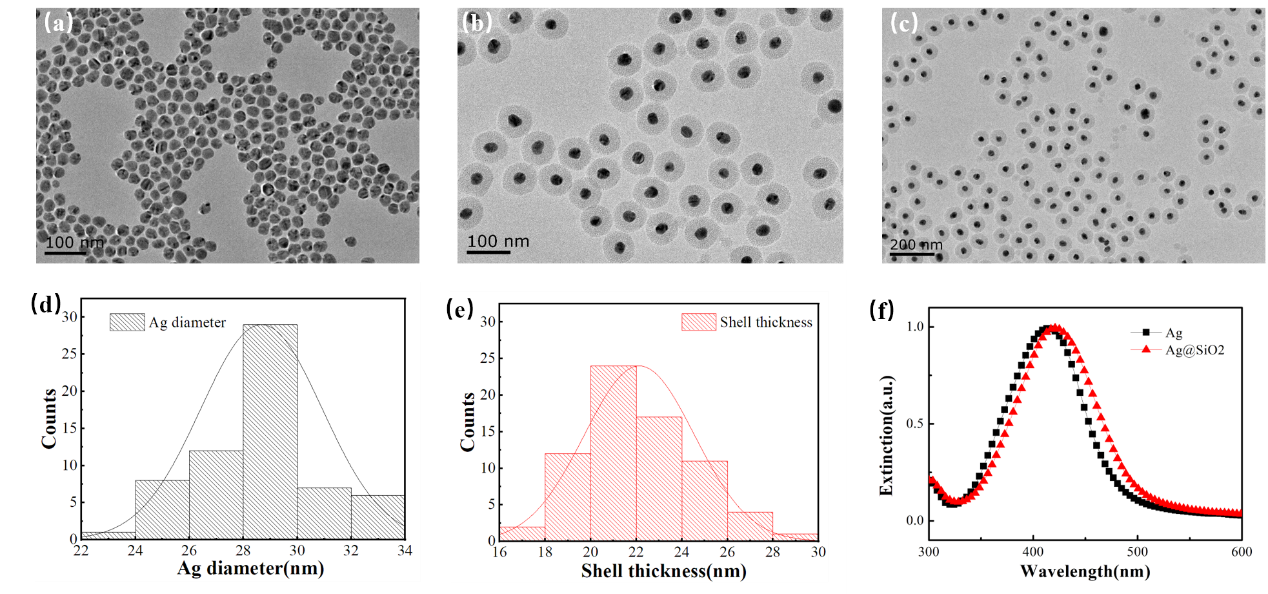 (a)
100 nm
(b)
100 nm
(c)
200 nm
(d)
Ag diameter
Counts
30
25
20
15
10
5
0
22 24 26 28 30 32 34
Ag diameter(nm)
(e)
Shell thickness
Counts
30
25
20
15
10
5
0
16 18 20 22 24 26 28 30
Shell thickness(nm)
(f)
Ag
Ag@SiO2
Extinction(a.u.)
1.0
0.5
0.0
300 400 500 600
Wavelength(nm)